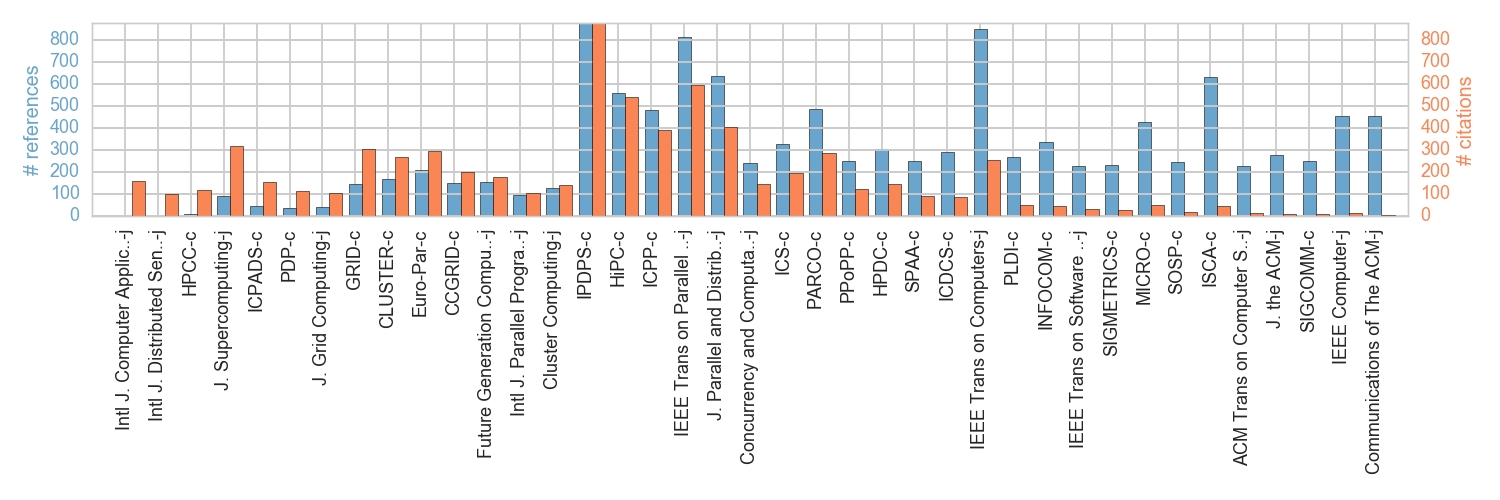 # references
800
700
600
500
400
300
200
100
0
800
700
600
500
400
300
200
100
0
# citations
Intl J. Computer Applic..-j
Intl J. Distributed Sen..-j
HPCC-c
J. Supercomputing-j
ICPADS-c
PDP-c
J. Grid Computing-j
GRID-c
CLUSTER-c
Euro-Par-c
CCGRID-c
Future Generation Compu..-j
Intl J. Parallel Progra..-j
Cluster Computing-j
IPDPS-c
HiPC-c
ICPP-c
IEEE Trans on Parallel ..-j
J. Parallel and Distrib..-j
Concurrency and Computa..-j
ICS-c
PARCO-c
PPoPP-c
HPDC-c
SPAA-c
ICDCS-c
IEEE Trans on Computers-j
PLDI-c
INFOCOM-c
IEEE Trans on Software ..-j
SIGMETRICS-c
MICRO-c
SOSP-c
ISCA-c
ACM Trans on Computer S..-j
J. the ACM-j
SIGCOMM-c
IEEE Computer-j
Communications of The ACM-j